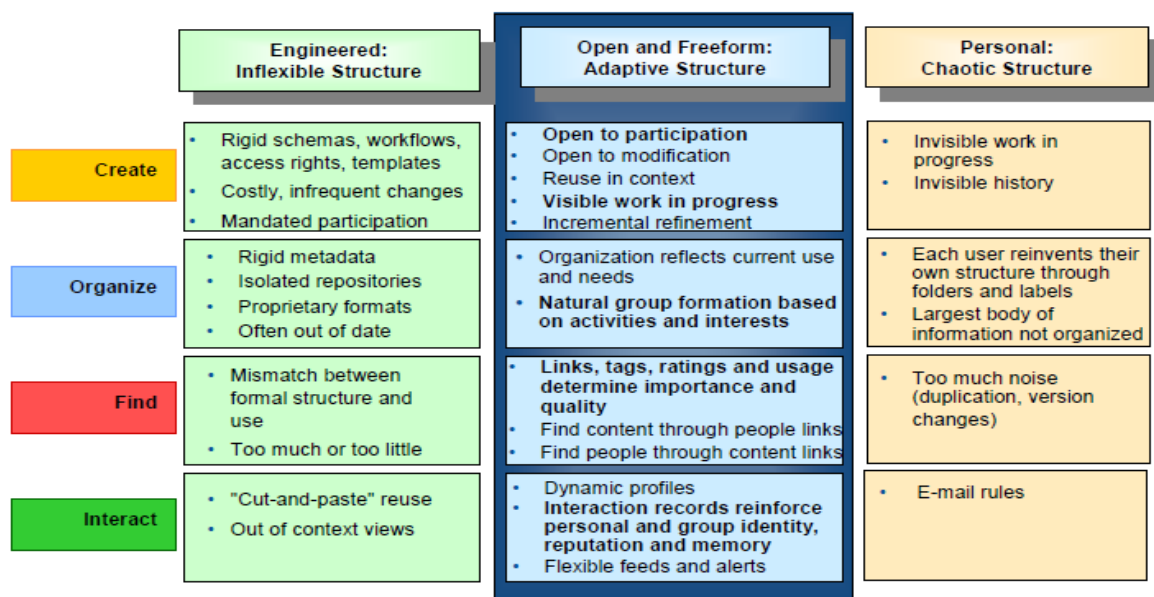 Engineered:
Inflexible Structure
Open and Freeform:
Adaptive Structure
Personal:
Chaotic Structure
Create
• Rigid schemas, workflows,
access rights, templates
• Costly, infrequent changes
• Mandated participation
• Open to participation
• Open to modification
• Reuse in context
• Visible work in progress
• Incremental refinement
• Invisible work in
progress
• Invisible history
Organize
• Rigid metadata
• Isolated repositories
• Proprietary formats
• Often out of date
• Organization reflects current use
and needs
• Natural group formation based
on activities and interests
• Each user reinvents their
own structure through
folders and labels
• Largest body of
information not organized
Find
• Mismatch between
formal structure and
use
• Too much or too little
• Links, tags, ratings and usage
determine importance and
quality
• Find content through people links
• Find people through content links
• Too much noise
(duplication, version
changes)
Interact
• "Cut-and-paste" reuse
• Out of context views
• Dynamic profiles
• Interaction records reinforce
personal and group identity,
reputation and memory
• Flexible feeds and alerts
• E-mail rules